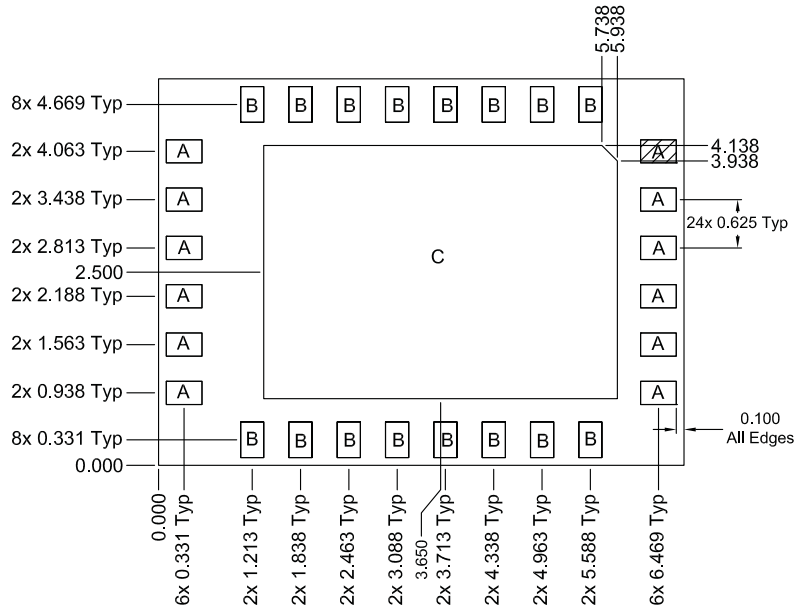 5.738
5.938
8x 4.669 Typ
B B B B B B B B
2x 4.063 Typ
A
A
4.138
3.938
2x 3.438 Typ
A
A
24x 0.625 Typ
2x 2.813 Typ
A
A
C
2.500
2x 2.188 Typ
A
A
2x 1.563 Typ
A
A
2x 0.938 Typ
A
A
0.100
All Edges
8x 0.331 Typ
B B B B B B B B
0.000
0.000
6x 0.331 Typ
2x 1.213 Typ
2x 1.838 Typ
2x 2.463 Typ
2x 3.088 Typ
3.650
2x 3.713 Typ
2x 4.338 Typ
2x 4.963 Typ
2x 5.588 Typ
6x 6.469 Typ